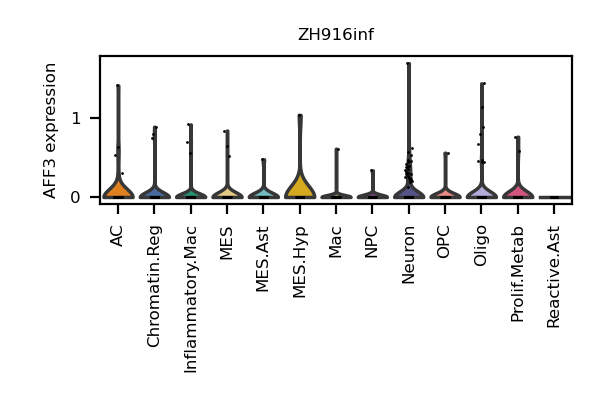 ZH916inf
AFF3 expression
1
0
AC
Chromatin.Reg
Inflammatory.Mac
MES
MES.Ast
MES.Hyp
Mac
NPC
Neuron
OPC
Oligo
Prolif.Metab
Reactive.Ast